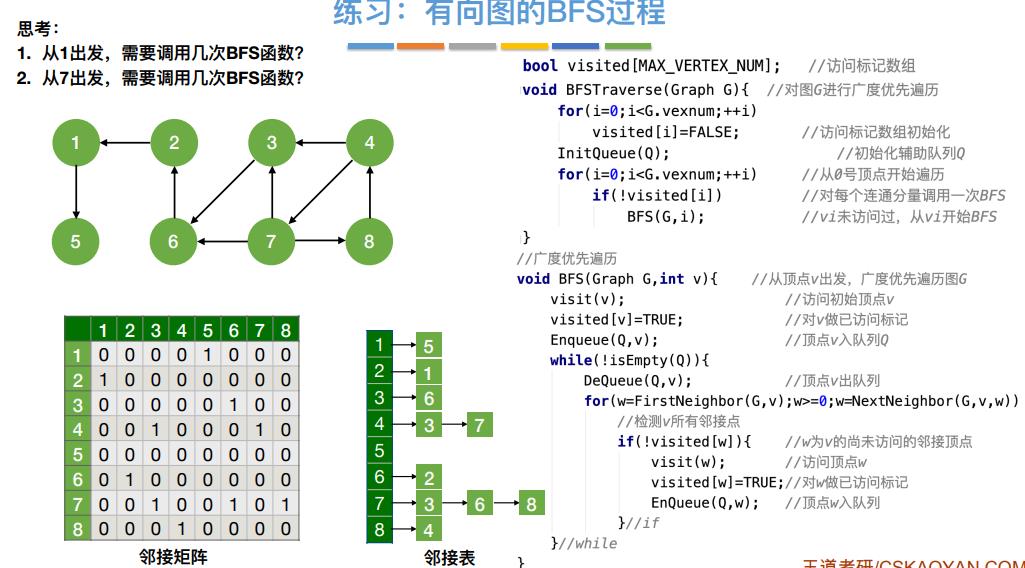 练习：有向图的BFS过程
思考：
1. 从1出发，需要调用几次BFS函数？
2. 从7出发，需要调用几次BFS函数？
1 2 3 4
5 6 7 8
1 2 3 4 5 6 7 8
1 0 0 0 0 1 0 0 0
2 1 0 0 0 0 0 0 0
3 0 0 0 0 0 1 0 0
4 0 0 1 0 0 0 1 0
5 0 0 0 0 0 0 0 0
6 0 1 0 0 0 0 0 0
7 0 0 1 0 0 1 0 1
8 0 0 0 1 0 0 0 0
邻接矩阵
1 5
2 1
3 6
4 3 7
5
6 2
7 3 6 8
8 4
邻接表
bool visited[MAX_VERTEX_NUM]; //访问标记数组
void BFSTraverse(Graph G){ //对图G进行广度优先遍历
for(i=0;i<G.vexnum;++i)
visited[i]=FALSE; //访问标记数组初始化
InitQueue(Q); //初始化辅助队列Q
for(i=0;i<G.vexnum;++i) //从0号顶点开始遍历
if(!visited[i]) //对每个连通分量调用一次BFS
BFS(G,i); //vi未访问过，从vi开始BFS
}
//广度优先遍历
void BFS(Graph G,int v){ //从顶点v出发，广度优先遍历图G
visit(v); //访问初始顶点v
visited[v]=TRUE; //对v做已访问标记
Enqueue(Q,v); //顶点v入队列Q
while(!isEmpty(Q)){
DeQueue(Q,v); //顶点v出队列
for(w=FirstNeighbor(G,v);w>=0;w=NextNeighbor(G,v,w))
//检测v所有邻接点
if(!visited[w]){ //w为v的尚未访问的邻接顶点
visit(w); //访问顶点w
visited[w]=TRUE;//对w做已访问标记
EnQueue(Q,w); //顶点w入队列
}//if
}//while
}
王道考研/CSKAOYAN.COM